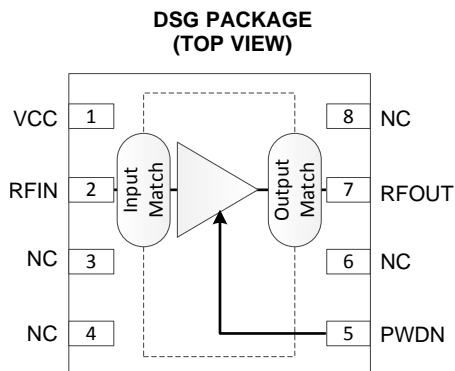 DSG PACKAGE
(TOP VIEW)
VCC 1 8 NC
RFIN 2 Input Match Output Match 7 RFOUT
NC 3 6 NC
NC 4 5 PWDN